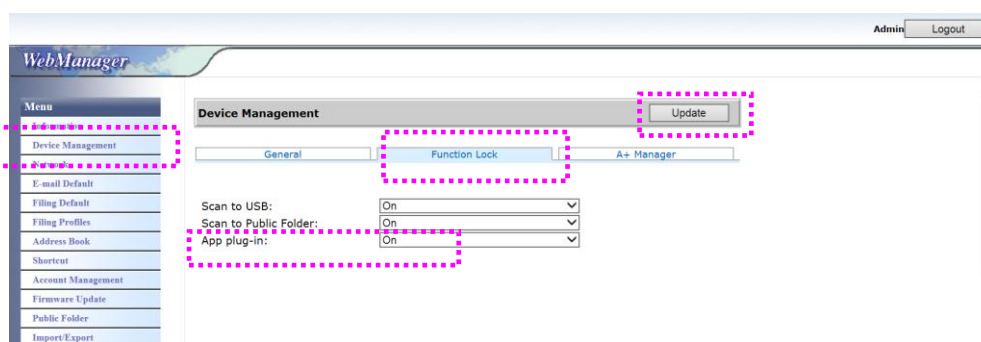 Admin Logout
WebManager
Menu
Information
Device Management
Network
E-mail Default
Filing Default
Filing Profiles
Address Book
Shortcut
Account Management
Firmware Update
Public Folder
Import/Export
Device Management Update
General Function Lock A+ Manager
Scan to USB: On
Scan to Public Folder: On
App plug-in: On